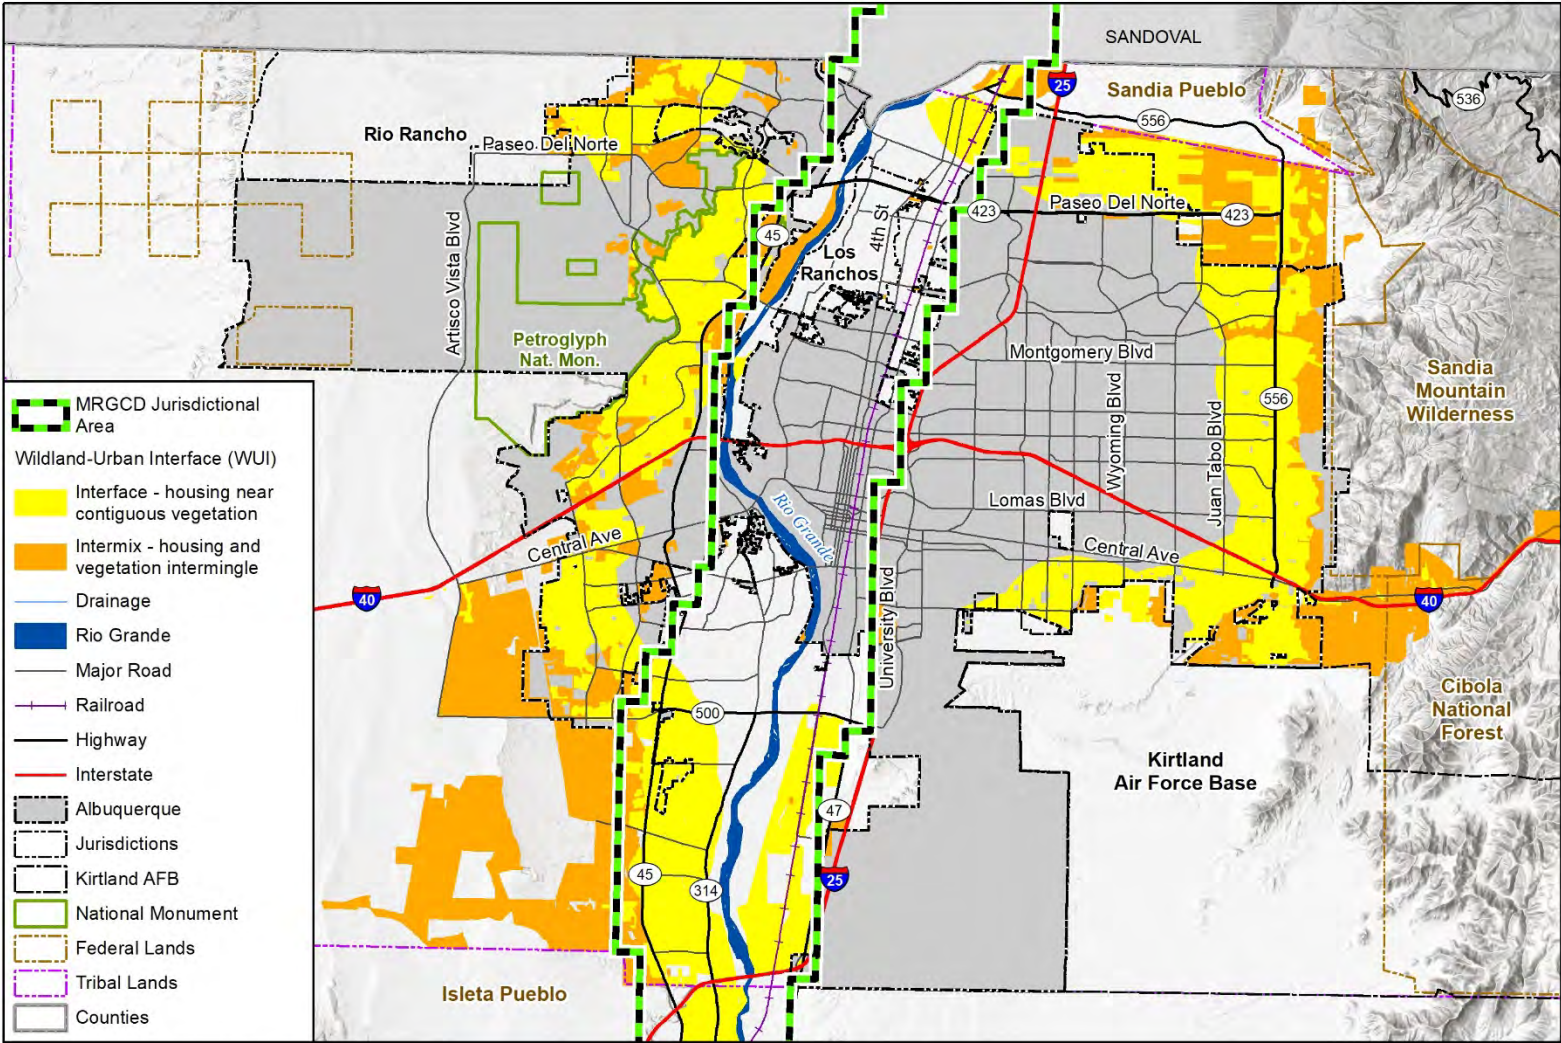 SANDOVAL
25
Sandia Pueblo
536
556
Rio Rancho
Paseo Del Norte
Paseo Del Norte
423
423
45
4th St
Los
Ranchos
Artisco Vista Blvd
Petroglyph
Nat. Mon.
Montgomery Blvd
Wyoming Blvd
Juan Tabo Blvd
556
Sandia
Mountain
Wilderness
Lomas Blvd
Rio Grande
Central Ave
Central Ave
40
40
University Blvd
500
Cibola
National
Forest
Kirtland
Air Force Base
47
45
314
25
Isleta Pueblo
MRGCD Jurisdictional
Area
Wildland-Urban Interface (WUI)
Interface - housing near
contiguous vegetation
Intermix - housing and
vegetation intermingle
Drainage
Rio Grande
Major Road
Railroad
Highway
Interstate
Albuquerque
Jurisdictions
Kirtland AFB
National Monument
Federal Lands
Tribal Lands
Counties